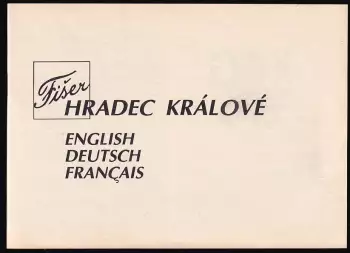 Fišer
HRADEC KRÁLOVÉ
ENGLISH
DEUTSCH
FRANÇAIS